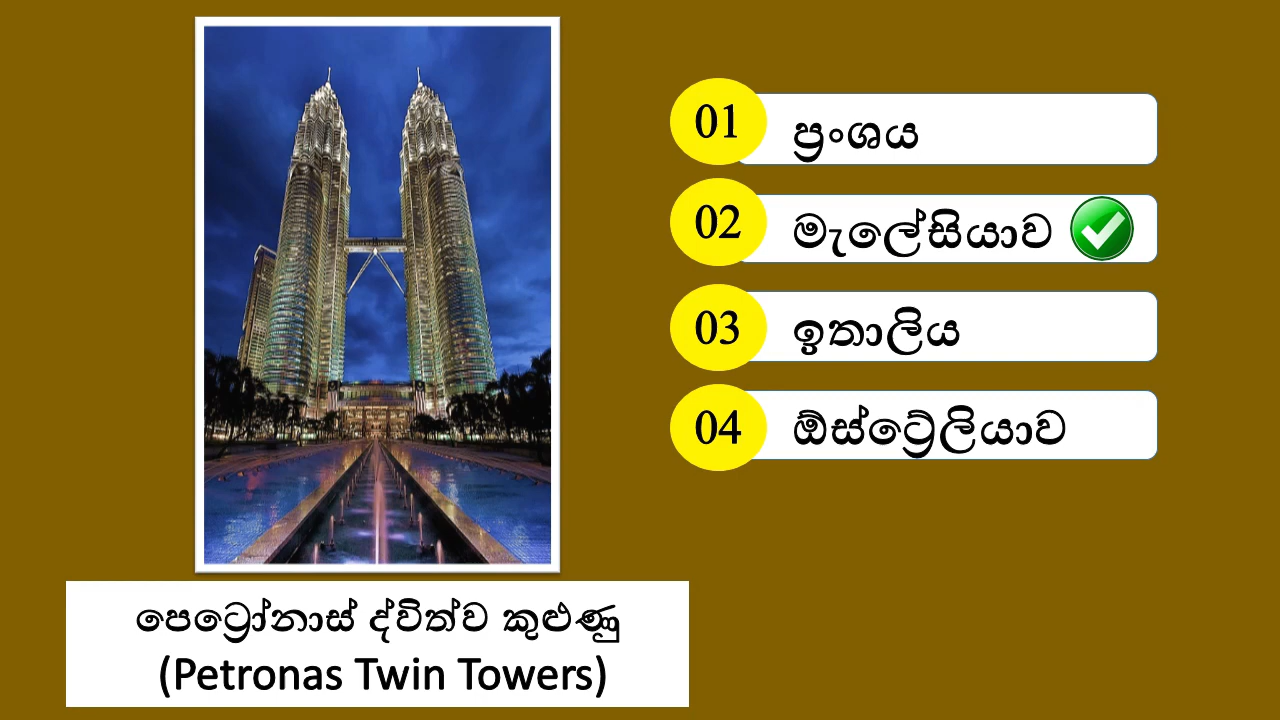 01 ප්‍රංශය
02 මැලේසියාව
03 ඉතාලිය
04 ඕස්ට්‍රේලියාව
පෙට්‍රෝනාස් ද්විත්ව කුළුණු
(Petronas Twin Towers)